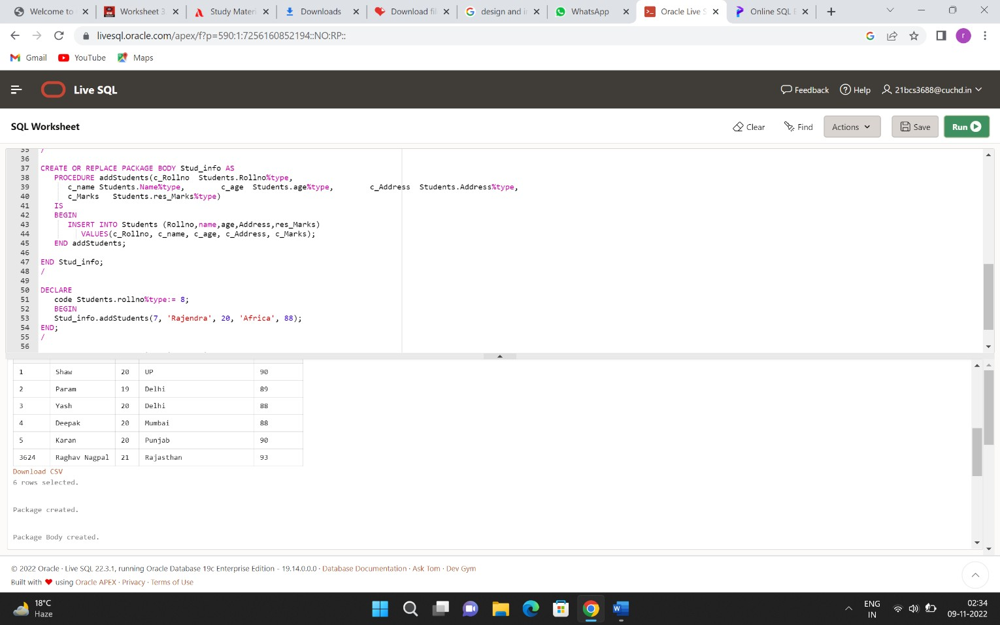 Welcome to
Worksheet 3
Study Materi
Downloads
Download fil
design and i
WhatsApp
Oracle Live S
Online SQL E
livesql.oracle.com/apex/f?p=590:1:7256160852194::NO:RP::
r
Gmail
YouTube
Maps
Live SQL
Feedback
Help
21bcs3688@cuchd.in
SQL Worksheet
Clear
Find
Actions
Save
Run
35 /
36
37 CREATE OR REPLACE PACKAGE BODY Stud_info AS
38 PROCEDURE addStudents(c_Rollno Students.Rollno%type,
39 c_name Students.Name%type, c_age Students.age%type, c_Address Students.Address%type,
40 c_Marks Students.res_Marks%type)
41 IS
42 BEGIN
43 INSERT INTO Students (Rollno,name,age,Address,res_Marks)
44 VALUES(c_Rollno, c_name, c_age, c_Address, c_Marks);
45 END addStudents;
46
47 END Stud_info;
48 /
49
50 DECLARE
51 code Students.rollno%type:= 8;
52 BEGIN
53 Stud_info.addStudents(7, 'Rajendra', 20, 'Africa', 88);
54 END;
55 /
56
1 Shaw 20 UP 90
2 Param 19 Delhi 89
3 Yash 20 Delhi 88
4 Deepak 20 Mumbai 88
5 Karan 20 Punjab 90
3624 Raghav Nagpal 21 Rajasthan 93
Download CSV
6 rows selected.
Package created.
Package Body created.
© 2022 Oracle · Live SQL 22.3.1, running Oracle Database 19c Enterprise Edition - 19.14.0.0.0 · Database Documentation · Ask Tom · Dev Gym
Built with ♥ using Oracle APEX · Privacy · Terms of Use
18°C
Haze
ENG
IN
02:34
09-11-2022